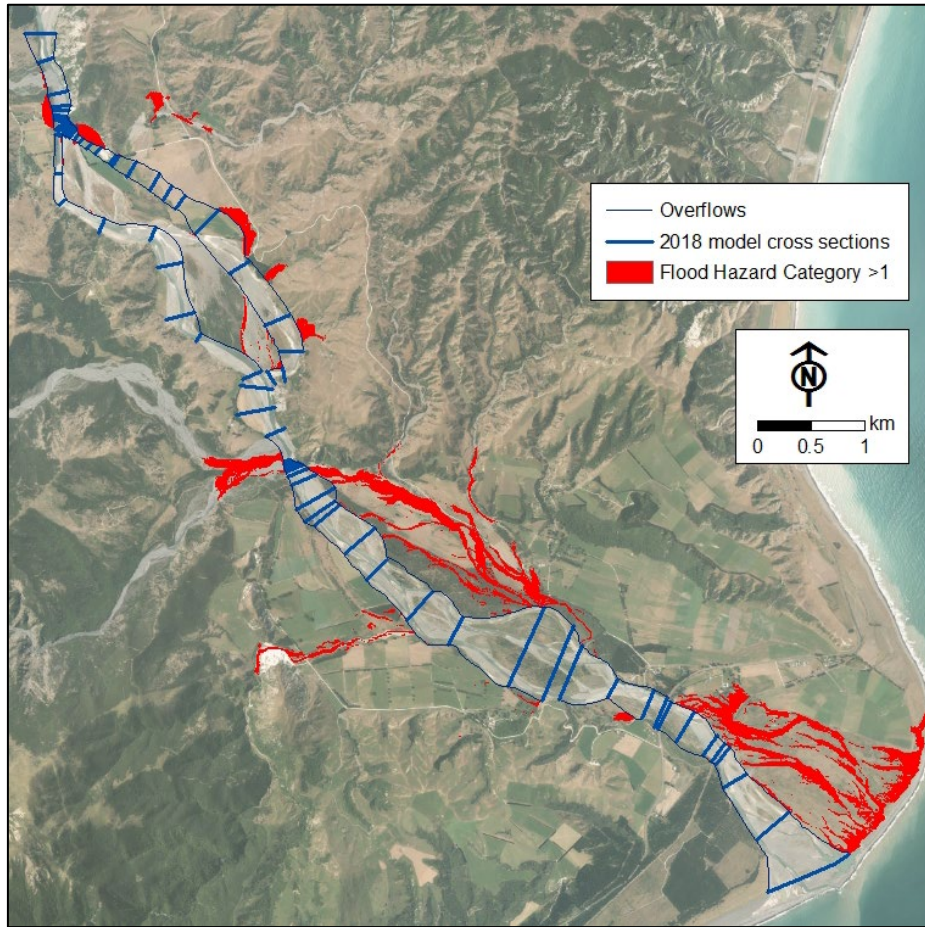 Overflows
2018 model cross sections
Flood Hazard Category >1
N
km
0 0.5 1